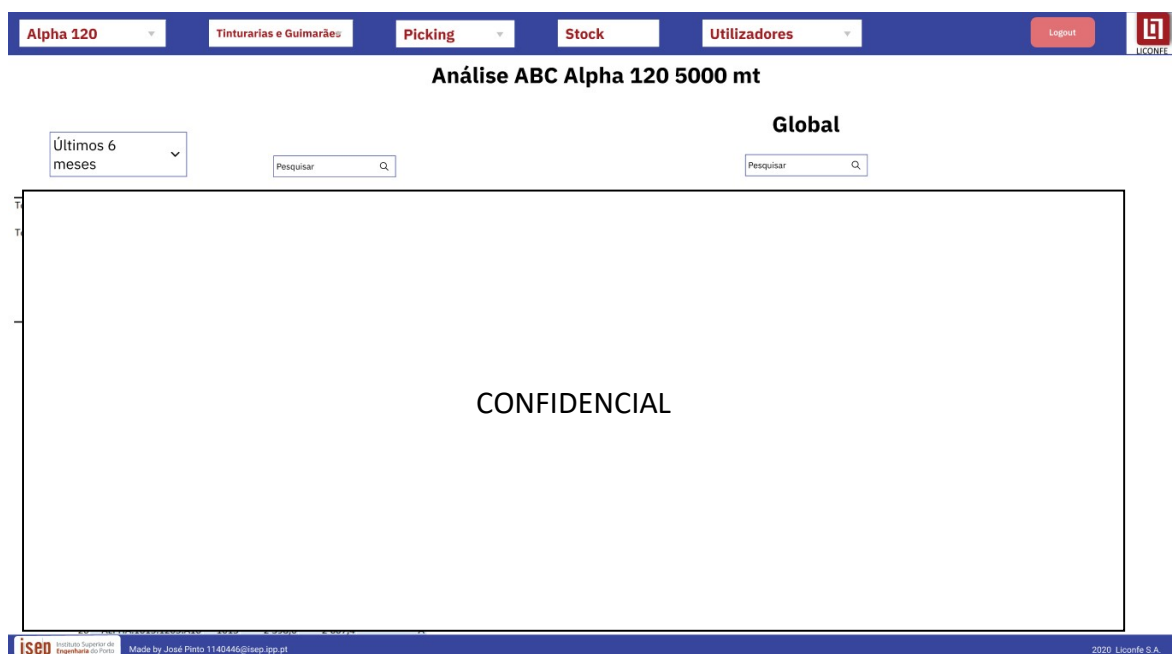 Alpha 120
Tinturarias e Guimarães
Picking
Stock
Utilizadores
Logout
LICONFE
Análise ABC Alpha 120 5000 mt
Global
Últimos 6
meses
Pesquisar
Pesquisar
CONFIDENCIAL
isep Instituto Superior de
Engenharia do Porto
Made by José Pinto 1140446@isep.ipp.pt
2020 Liconfe S.A.